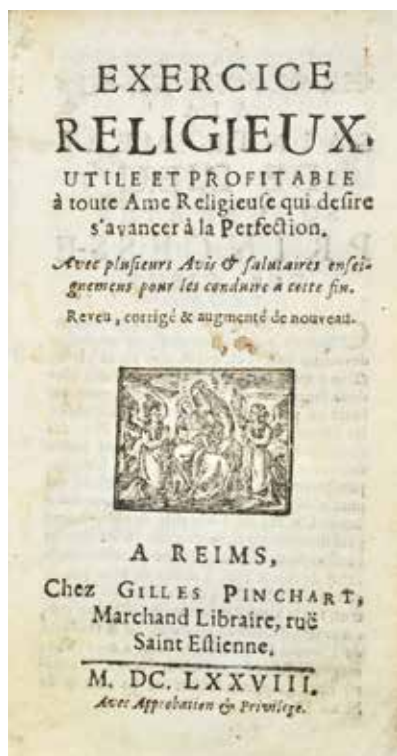 EXERCICE
RELIGIEUX.
UTILE ET PROFITABLE
à toute Ame Religieuſe qui deſire
s'avancer à la Perfection.
Avec pluſieurs Avis & ſalutaires enſei-
gnemens pour les conduire à cette fin.
Reveu, corrigé & augmenté de nouveau.
A REIMS,
Chez GILLES PINCHART,
Marchand Libraire, ruë
Saint Eſtienne.
M. DC. LXXVIII.
Avec Approbation & Privilege.